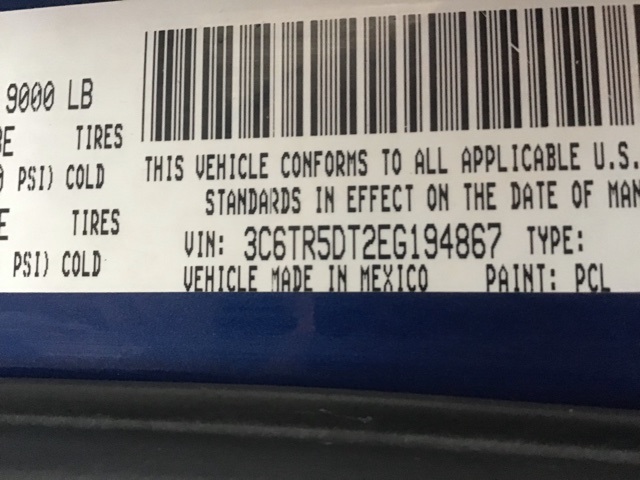 9000 LB
TIRES
PSI) COLD
TIRES
PSI) COLD
THIS VEHICLE CONFORMS TO ALL APPLICABLE U.S.
STANDARDS IN EFFECT ON THE DATE OF MAN
VIN: 3C6TR5DT2EG194867 TYPE:
VEHICLE MADE IN MEXICO PAINT: PCL